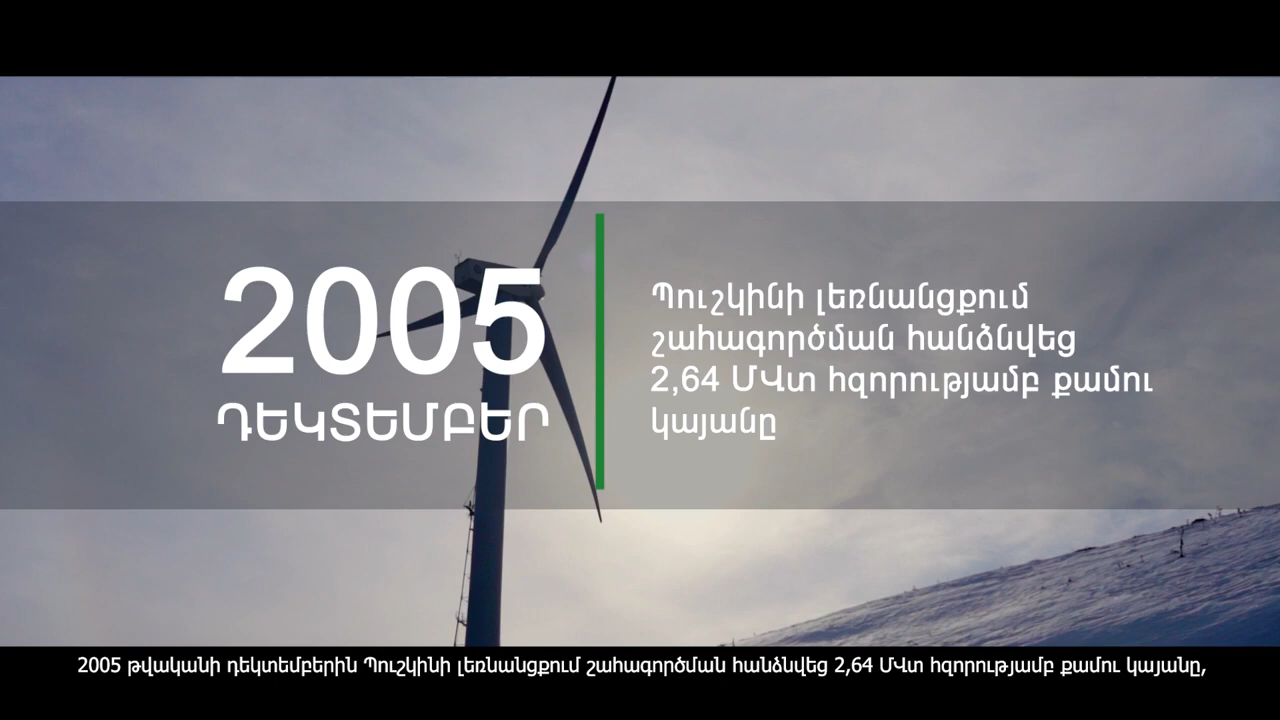 2005
ԴԵԿՏԵՄԲԵՐ
Պուշկինի լեռնանցքում
շահագործման հանձնվեց
2,64 ՄՎտ հզորությամբ քամու
կայանը
2005 թվականի դեկտեմբերին Պուշկինի լեռնանցքում շահագործման հանձնվեց 2,64 ՄՎտ հզորությամբ քամու կայանը,